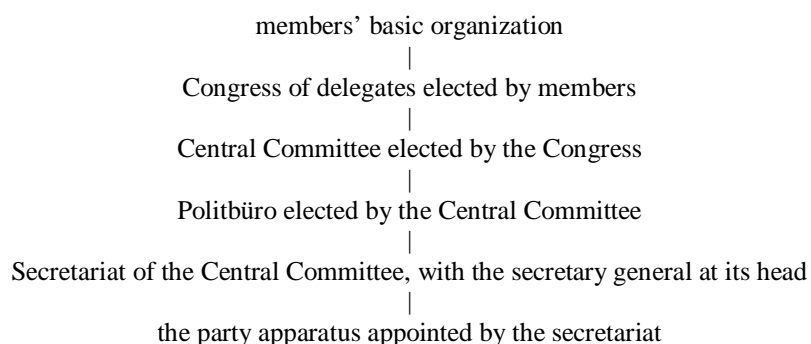 members’ basic organization
|
Congress of delegates elected by members
|
Central Committee elected by the Congress
|
Politbüro elected by the Central Committee
|
Secretariat of the Central Committee, with the secretary general at its head
|
the party apparatus appointed by the secretariat